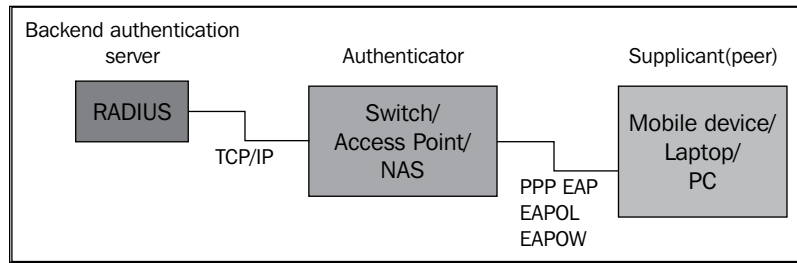 Backend authentication
server
RADIUS
TCP/IP
Authenticator
Switch/
Access Point/
NAS
PPP EAP
EAPOL
EAPOW
Supplicant(peer)
Mobile device/
Laptop/
PC